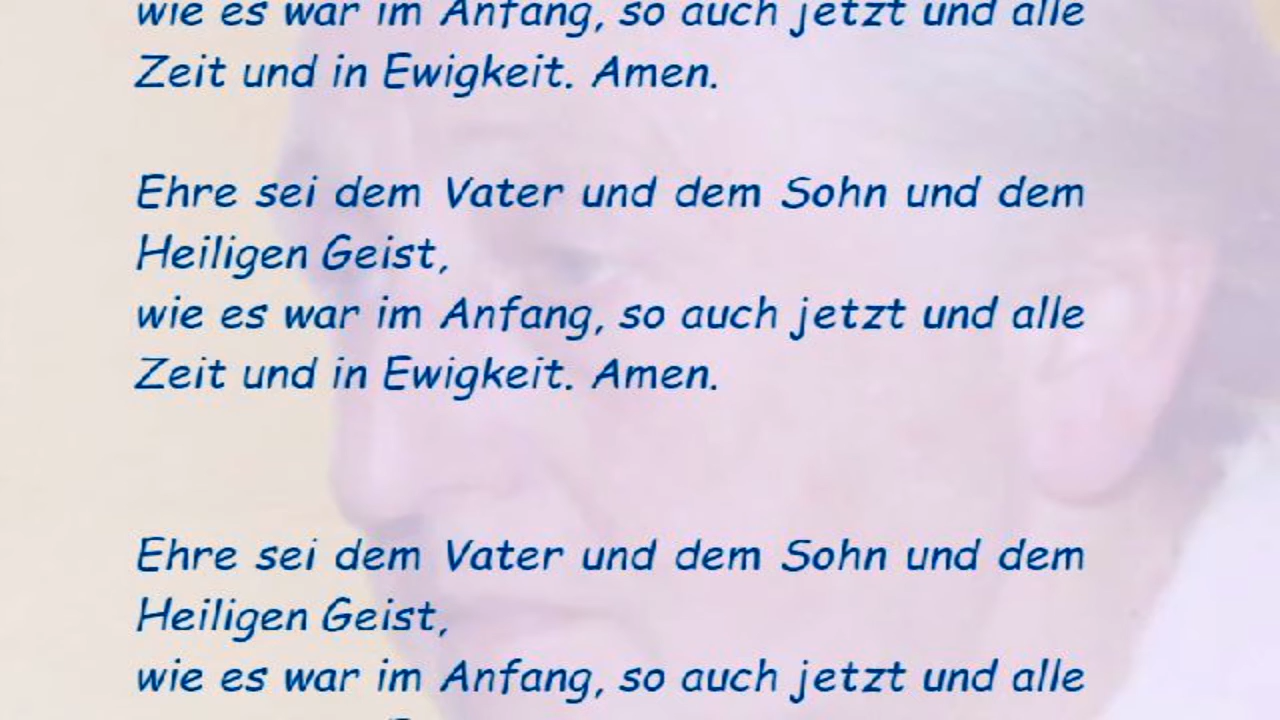 wie es war im Anfang, so auch jetzt und alle
Zeit und in Ewigkeit. Amen.
Ehre sei dem Vater und dem Sohn und dem
Heiligen Geist,
wie es war im Anfang, so auch jetzt und alle
Zeit und in Ewigkeit. Amen.
Ehre sei dem Vater und dem Sohn und dem
Heiligen Geist,
wie es war im Anfang, so auch jetzt und alle